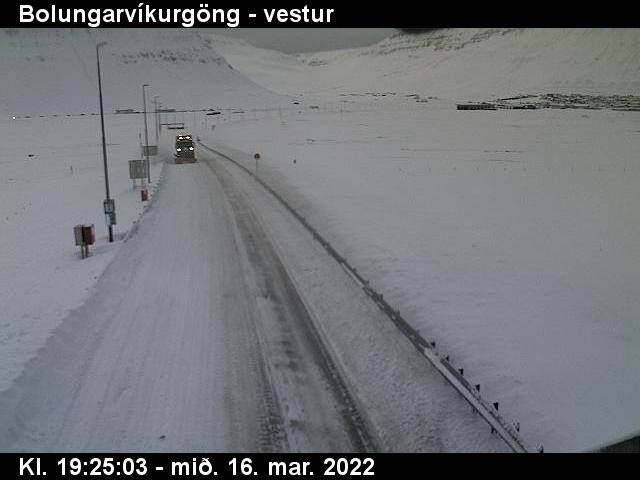 Bolungarvíkurgöng - vestur
Kl. 19:25:03 - mið. 16. mar. 2022